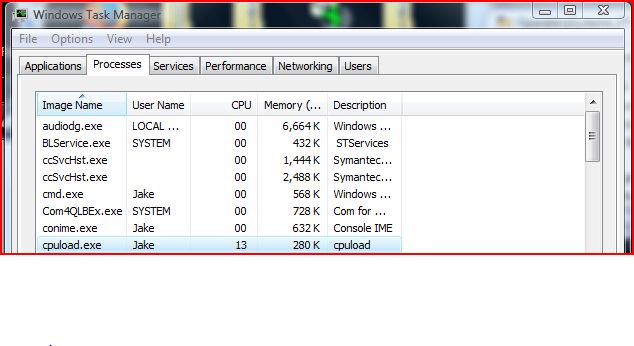 Windows Task Manager
File Options View Help
Applications Processes Services Performance Networking Users
Image Name User Name CPU Memory (... Description
audiodg.exe LOCAL ... 00 6,664 K Windows ...
BLService.exe SYSTEM 00 432 K STServices
ccSvcHst.exe 00 1,444 K Symantec...
ccSvcHst.exe 00 2,488 K Symantec...
cmd.exe Jake 00 568 K Windows ...
Com4QLBEx.exe SYSTEM 00 728 K Com for ...
conime.exe Jake 00 632 K Console IME
cpuload.exe Jake 13 280 K cpuload